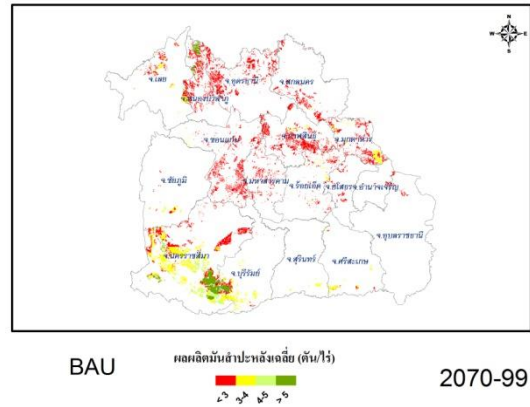 N
W E
S
จ.เลย
จ.อุดรธานี
จ.สกลนคร
จ.หนองบัวลำภู
จ.ขอนแก่น
จ.กาฬสินธุ์
จ.มุกดาหาร
จ.ชัยภูมิ
จ.มหาสารคาม
จ.ร้อยเอ็ด
จ.ยโสธร
จ.อำนาจเจริญ
จ.อุบลราชธานี
จ.นครราชสีมา
จ.บุรีรัมย์
จ.สุรินทร์
จ.ศรีสะเกษ
BAU
ผลผลิตมันสำปะหลังเฉลี่ย (ตัน/ไร่)
< 3 3-4 4-5 > 5
2070-99